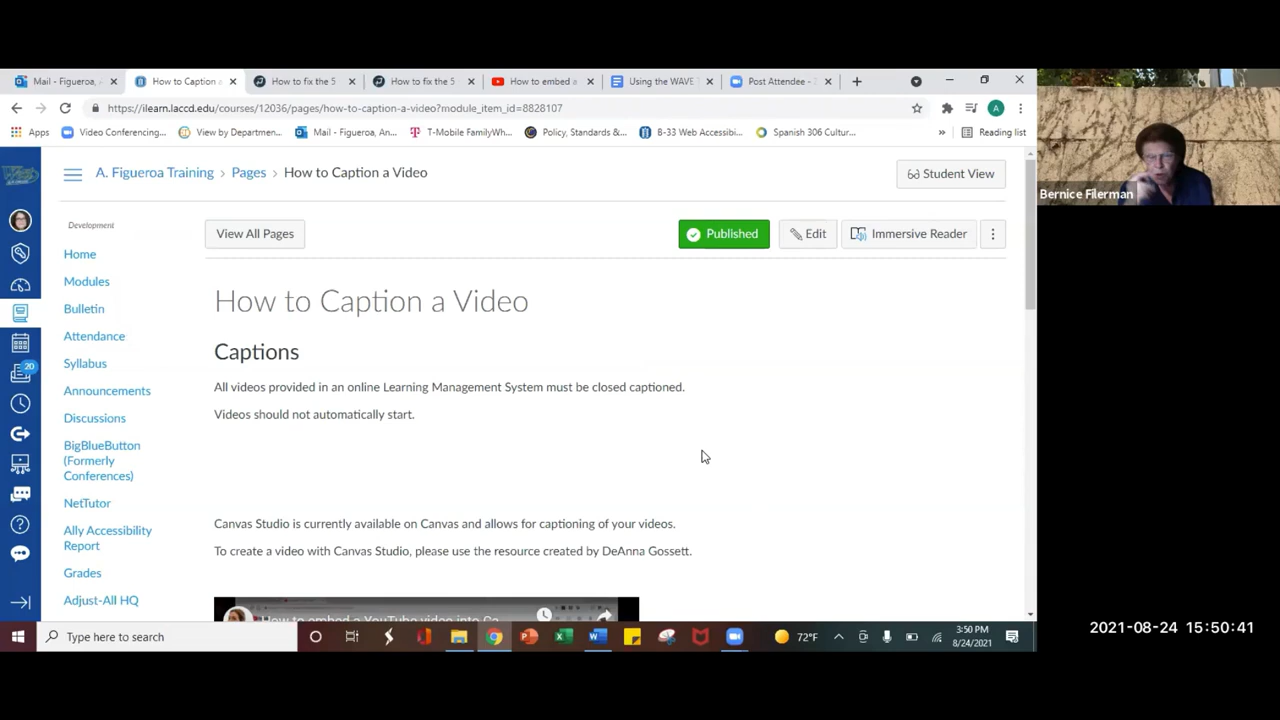 Mail - Figueroa,
How to Caption a
How to fix the 5
How to fix the 5
How to embed a
Using the WAVE
Post Attendee -
https://ilearn.laccd.edu/courses/12036/pages/how-to-caption-a-video?module_item_id=8828107
A
Apps
Video Conferencing...
View by Departmen...
Mail - Figueroa, An...
T-Mobile FamilyWh...
Policy, Standards &...
B-33 Web Accessibi...
Spanish 306 Cultur...
»
Reading list
A. Figueroa Training › Pages › How to Caption a Video
Student View
Bernice Filerman
Development
Home
Modules
Bulletin
Attendance
Syllabus
20
Announcements
Discussions
BigBlueButton
(Formerly
Conferences)
NetTutor
Ally Accessibility
Report
Grades
Adjust-All HQ
View All Pages
Published
Edit
Immersive Reader
How to Caption a Video
Captions
All videos provided in an online Learning Management System must be closed captioned.
Videos should not automatically start.
Canvas Studio is currently available on Canvas and allows for captioning of your videos.
To create a video with Canvas Studio, please use the resource created by DeAnna Gossett.
How to embed a YouTube video into Ca...
Type here to search
72°F
3:50 PM
8/24/2021
2021-08-24 15:50:41